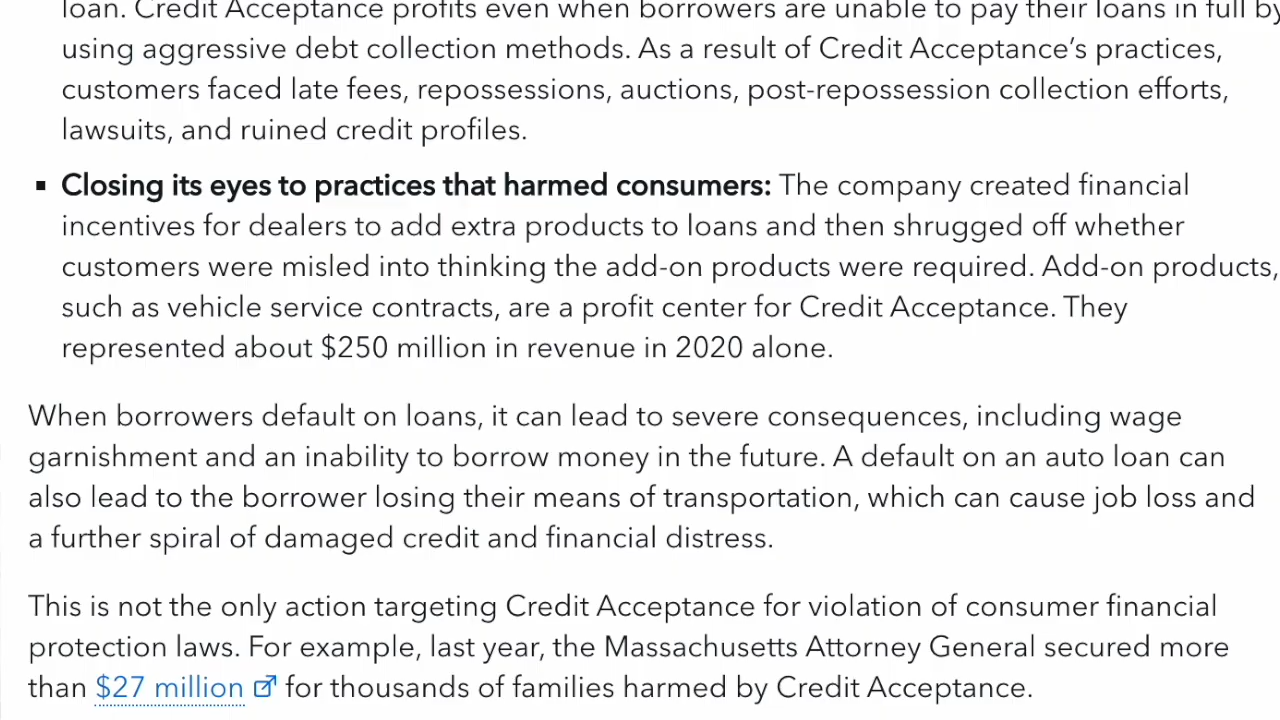 loan. Credit Acceptance profits even when borrowers are unable to pay their loans in full by
using aggressive debt collection methods. As a result of Credit Acceptance’s practices,
customers faced late fees, repossessions, auctions, post-repossession collection efforts,
lawsuits, and ruined credit profiles.
▪ Closing its eyes to practices that harmed consumers: The company created financial
incentives for dealers to add extra products to loans and then shrugged off whether
customers were misled into thinking the add-on products were required. Add-on products,
such as vehicle service contracts, are a profit center for Credit Acceptance. They
represented about $250 million in revenue in 2020 alone.
When borrowers default on loans, it can lead to severe consequences, including wage
garnishment and an inability to borrow money in the future. A default on an auto loan can
also lead to the borrower losing their means of transportation, which can cause job loss and
a further spiral of damaged credit and financial distress.
This is not the only action targeting Credit Acceptance for violation of consumer financial
protection laws. For example, last year, the Massachusetts Attorney General secured more
than $27 million for thousands of families harmed by Credit Acceptance.